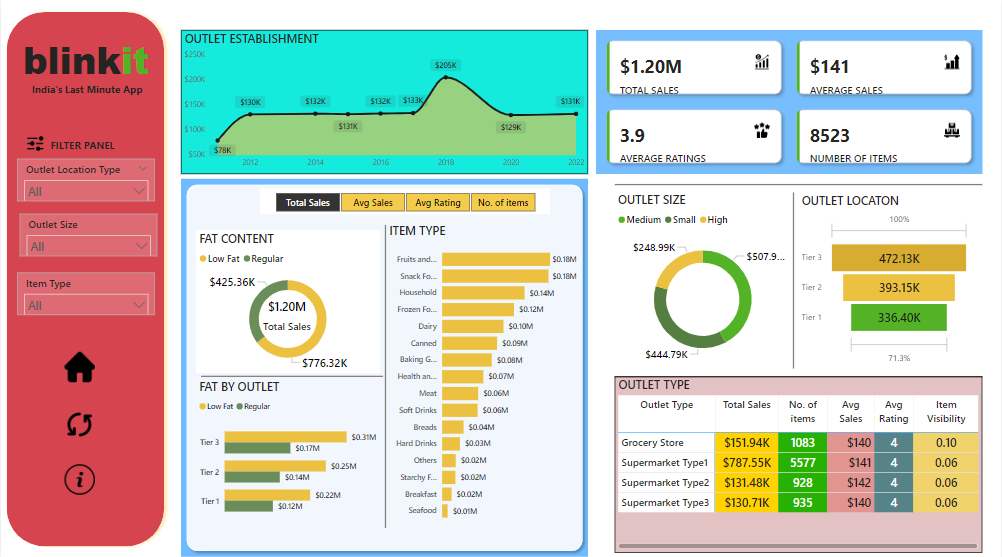 blinkit
India's Last Minute App
FILTER PANEL
Outlet Location Type
All
Outlet Size
All
Item Type
All
OUTLET ESTABLISHMENT
$250K
$200K
$150K
$100K
$50K
$78K
$130K
$132K
$131K
$132K
$133K
$205K
$129K
$131K
2012
2014
2016
2018
2020
2022
$1.20M
TOTAL SALES
$141
AVERAGE SALES
3.9
AVERAGE RATINGS
8523
NUMBER OF ITEMS
Total Sales
Avg Sales
Avg Rating
No. of items
FAT CONTENT
Low Fat Regular
$425.36K
$1.20M
Total Sales
$776.32K
FAT BY OUTLET
Low Fat Regular
Tier 3
$0.31M
$0.17M
Tier 2
$0.25M
$0.14M
Tier 1
$0.22M
$0.12M
ITEM TYPE
Fruits and... $0.18M
Snack Fo... $0.18M
Household $0.14M
Frozen Fo... $0.12M
Dairy $0.10M
Canned $0.09M
Baking G... $0.08M
Health an... $0.07M
Meat $0.06M
Soft Drinks $0.06M
Breads $0.04M
Hard Drinks $0.03M
Others $0.02M
Starchy F... $0.02M
Breakfast $0.02M
Seafood $0.01M
OUTLET SIZE
Medium Small High
$248.99K
$507.9...
$444.79K
OUTLET LOCATON
100%
Tier 3 472.13K
Tier 2 393.15K
Tier 1 336.40K
71.3%
OUTLET TYPE
Outlet Type Total Sales No. of items Avg Sales Avg Rating Item Visibility
Grocery Store $151.94K 1083 $140 4 0.10
Supermarket Type1 $787.55K 5577 $141 4 0.06
Supermarket Type2 $131.48K 928 $142 4 0.06
Supermarket Type3 $130.71K 935 $140 4 0.06